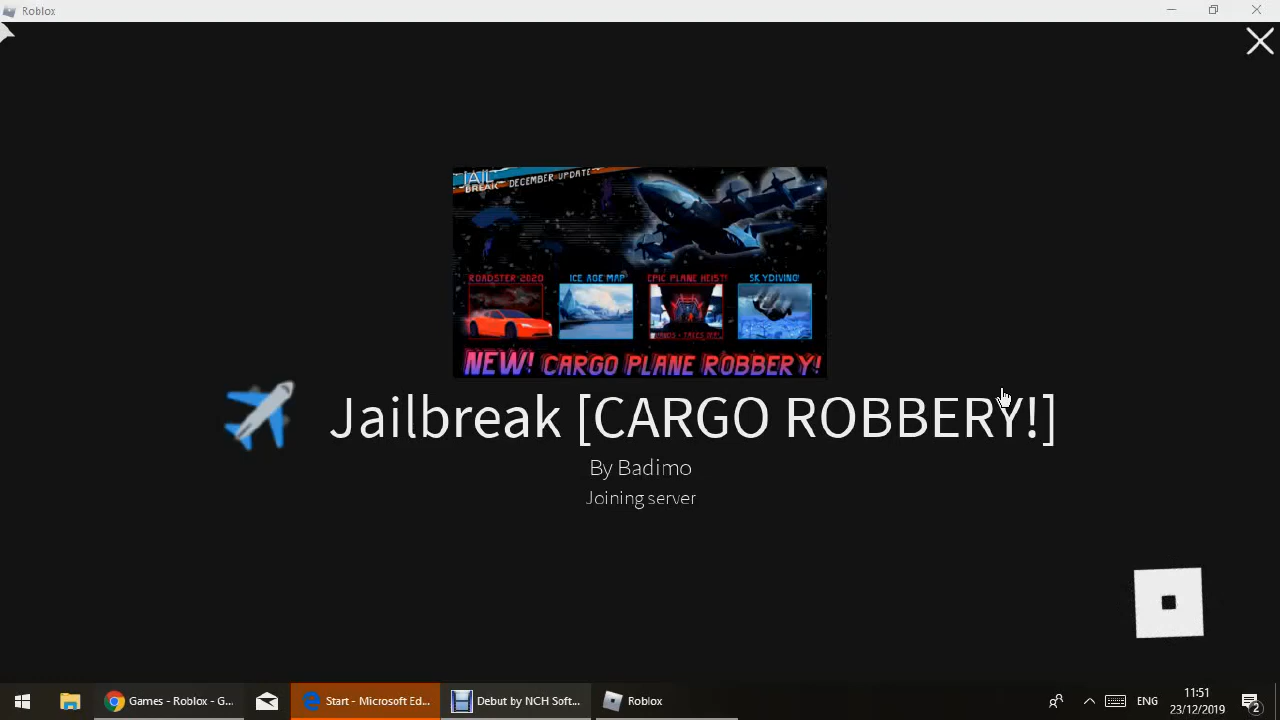 Roblox
JAIL
BREAK DECEMBER UPDATE
ROADSTER 2020 ICE AGE MAP EPIC PLANE HEIST! SKYDIVING!
NEW! CARGO PLANE ROBBERY!
Jailbreak [CARGO ROBBERY!]
By Badimo
Joining server
Games - Roblox - G... Start - Microsoft Ed... Debut by NCH Soft... Roblox ENG 11:51
23/12/2019 2